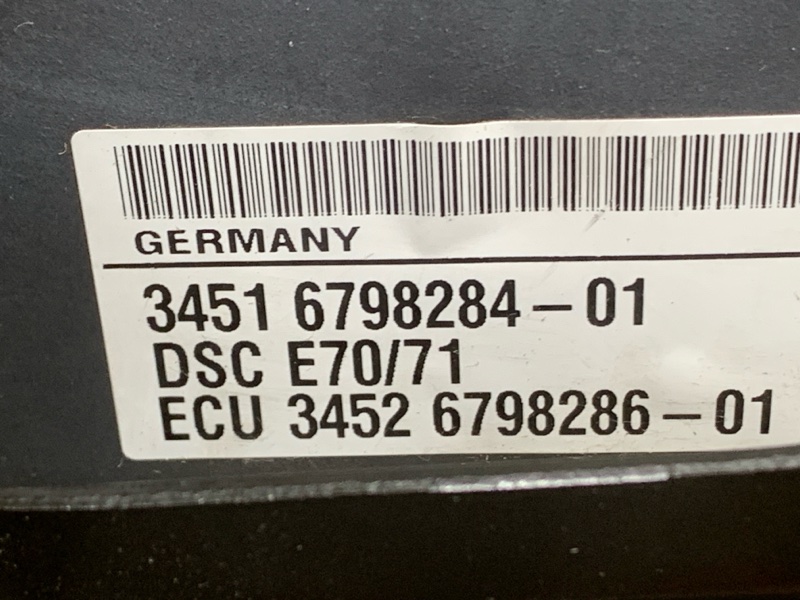 GERMANY
3451 6798284-01
DSC E70/71
ECU 3452 6798286-01